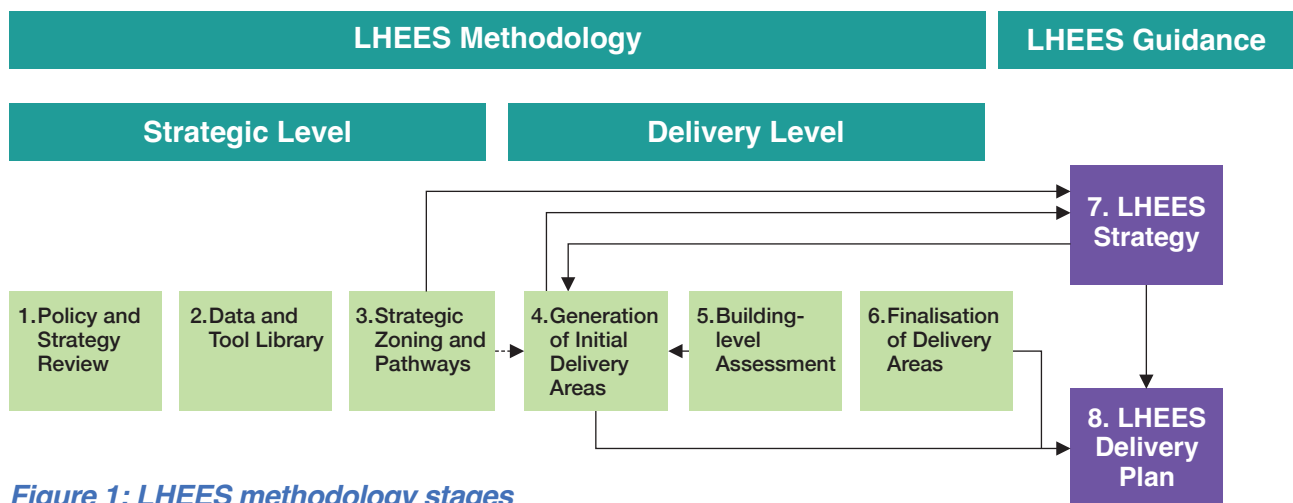 LHEES Methodology
LHEES Guidance
Strategic Level
Delivery Level
7. LHEES
Strategy
1. Policy and
Strategy
Review
2. Data and
Tool Library
3. Strategic
Zoning and
Pathways
4. Generation
of Initial
Delivery
Areas
5. Building-
level
Assessment
6. Finalisation
of Delivery
Areas
8. LHEES
Delivery
Plan
Figure 1: LHEES methodology stages